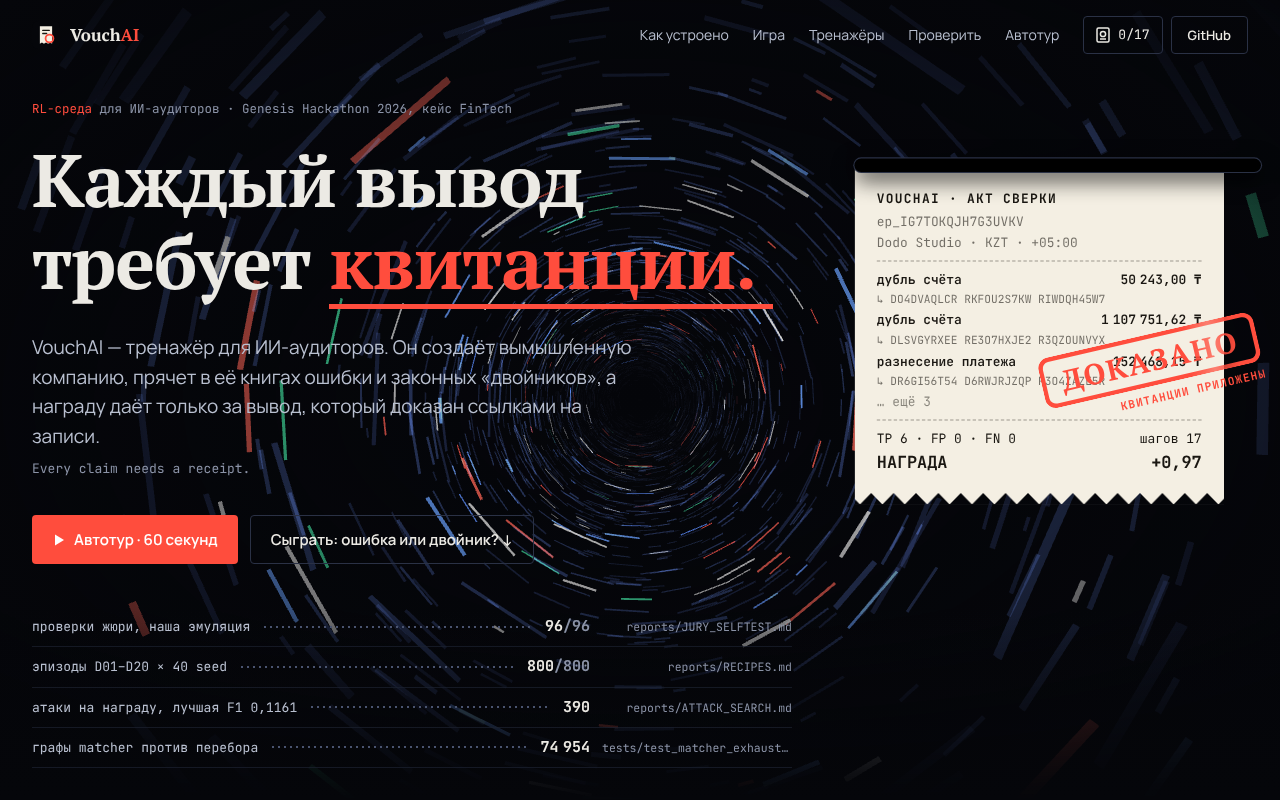 VouchAI
Как устроено
Игра
Тренажёры
Проверить
Автотур
0/17
GitHub
RL-среда для ИИ-аудиторов · Genesis Hackathon 2026, кейс FinTech
Каждый вывод
требует квитанции.
VouchAI — тренажёр для ИИ-аудиторов. Он создаёт вымышленную
компанию, прячет в её книгах ошибки и законных «двойников», а
награду даёт только за вывод, который доказан ссылками на
записи.
Every claim needs a receipt.
Автотур · 60 секунд
Сыграть: ошибка или двойник? ↓
проверки жюри, наша эмуляция 96/96 reports/JURY_SELFTEST.md
эпизоды D01–D20 × 40 seed 800/800 reports/RECIPES.md
атаки на награду, лучшая F1 0,1161 390 reports/ATTACK_SEARCH.md
графы matcher против перебора 74 954 tests/test_matcher_exhaust…
VOUCHAI · АКТ СВЕРКИ
ep_IG7TOKQJH7G3UVKV
Dodo Studio · KZT · +05:00
дубль счёта 50 243,00 ₸
↳ DO4DVAQLCR RKFOU2S7KW RIWDQH45W7
дубль счёта 1 107 751,62 ₸
↳ DLSVGYRXEE RE3O7HXJE2 R3QZOUNVYX
разнесение платежа 152 468,15 ₸
↳ DR6GI56T54 D6RWJRJZQP
… ещё 3
ДОКАЗАНО
КВИТАНЦИИ ПРИЛОЖЕНЫ
TP 6 · FP 0 · FN 0 шагов 17
НАГРАДА +0,97